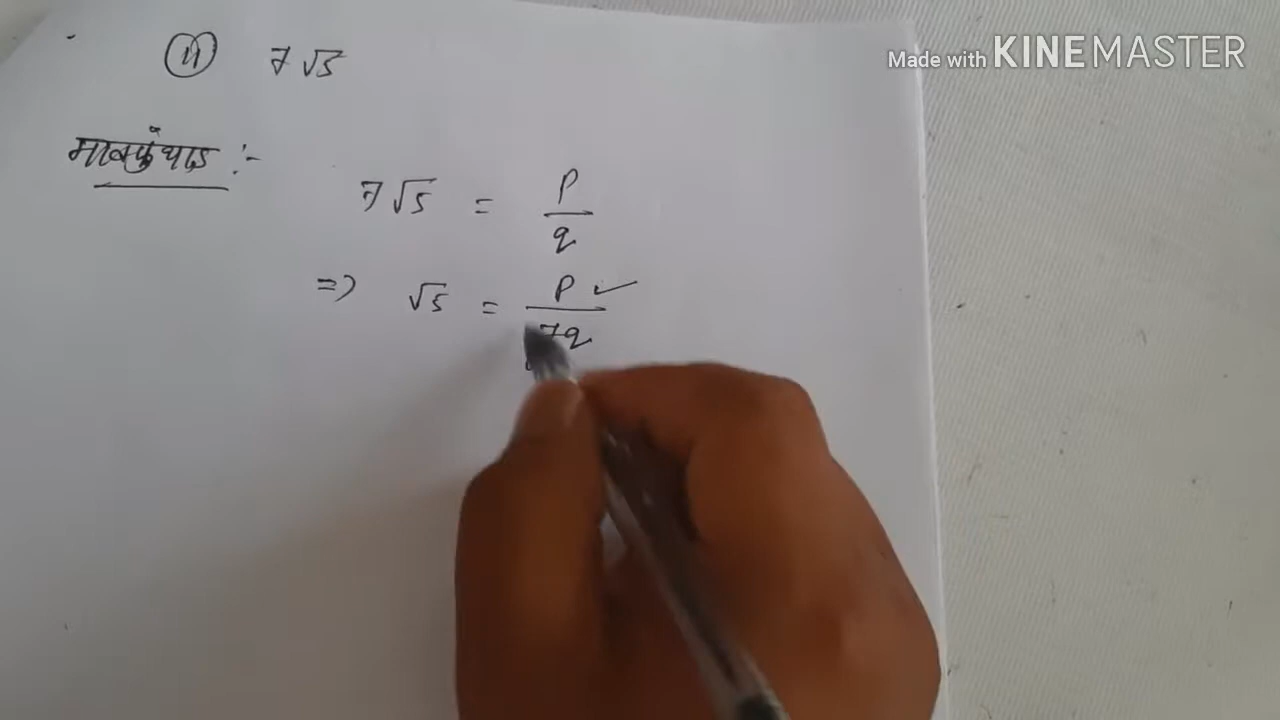 Made with KINEMASTER
(ii) 7√5
7√5 = p/q
=> √5 = p/7q ✓